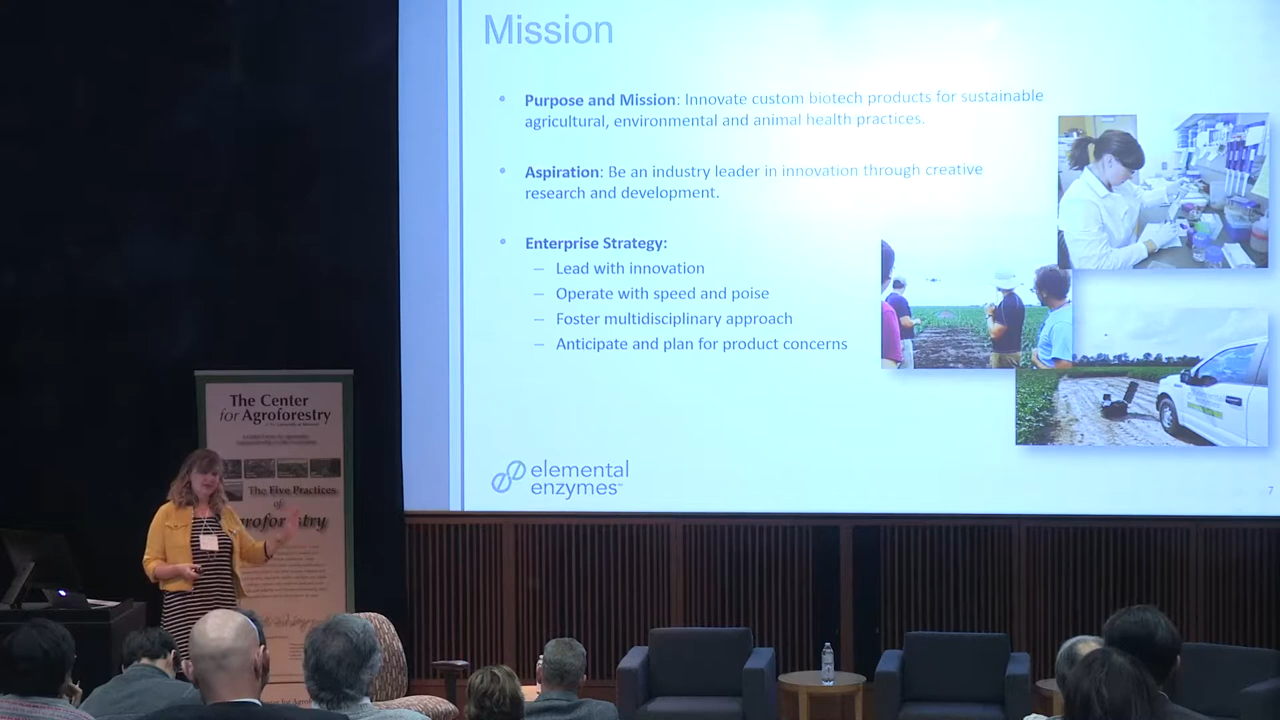 Mission
• Purpose and Mission: Innovate custom biotech products for sustainable
agricultural, environmental and animal health practices.
• Aspiration: Be an industry leader in innovation through creative
research and development.
• Enterprise Strategy:
– Lead with innovation
– Operate with speed and poise
– Foster multidisciplinary approach
– Anticipate and plan for product concerns
elemental
enzymes™
7
The Center
for Agroforestry
The Five Practices
of